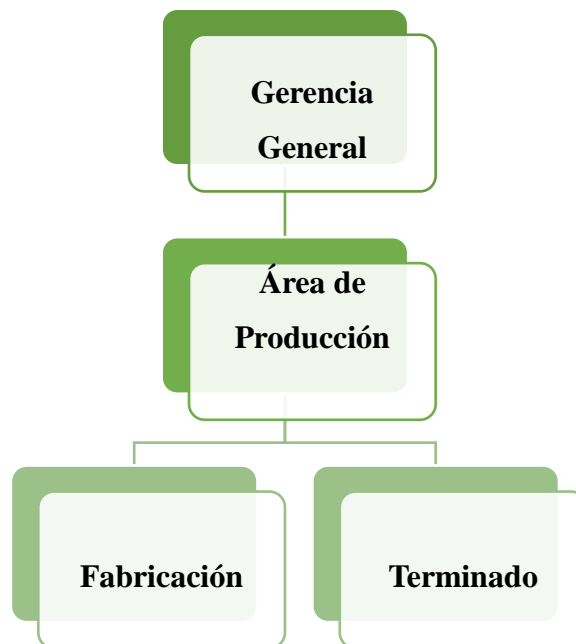 Gerencia
General
Área de
Producción
Fabricación
Terminado